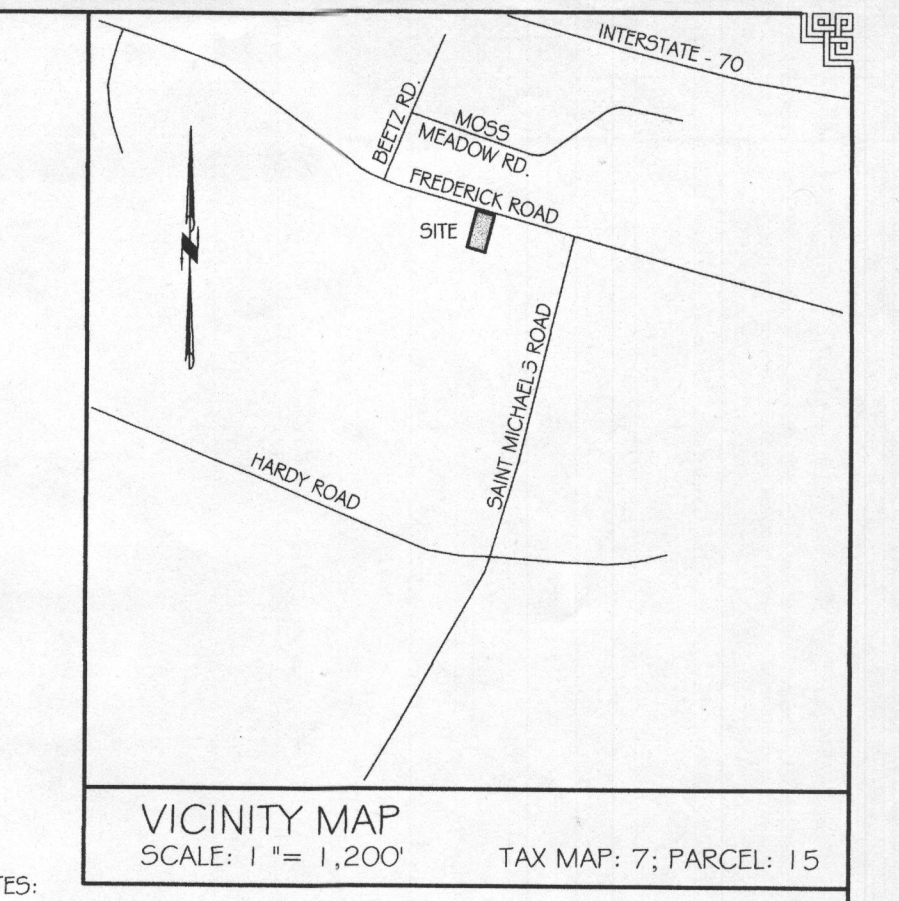 INTERSTATE - 70
BEETZ RD.
MOSS
MEADOW RD.
FREDERICK ROAD
SITE
N
SAINT MICHAELS ROAD
HARDY ROAD
VICINITY MAP
SCALE: 1 "= 1,200'
TAX MAP: 7; PARCEL: 15
TES: